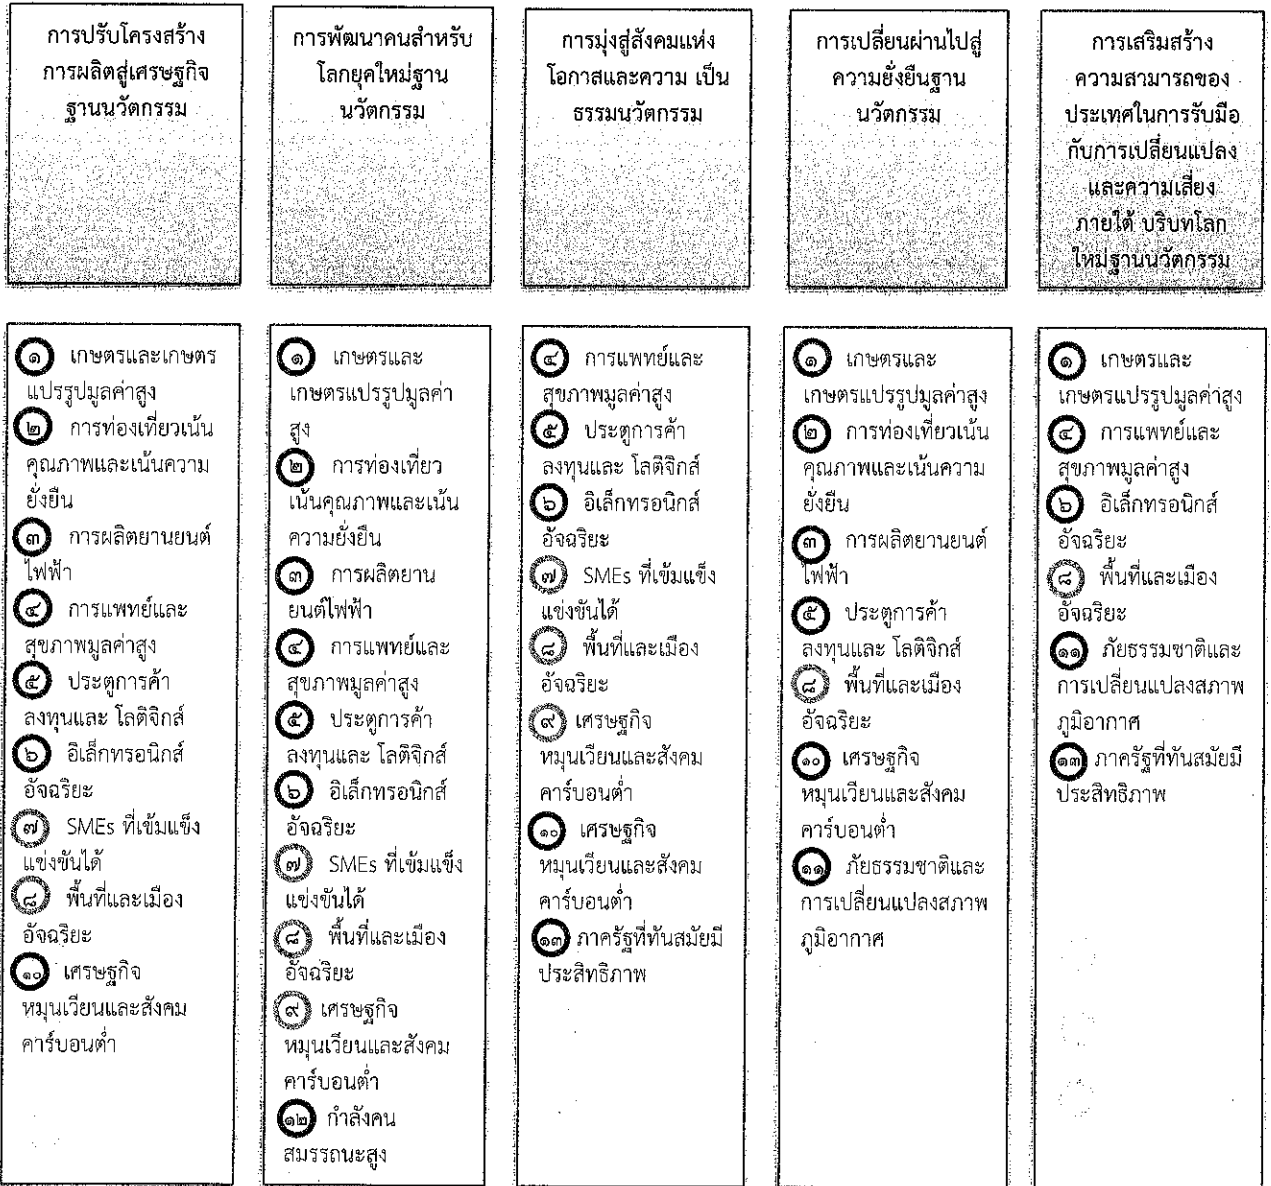 การปรับโครงสร้าง
การผลิตสู่เศรษฐกิจ
ฐานนวัตกรรม
การพัฒนาคนสำหรับ
โลกยุคใหม่ฐาน
นวัตกรรม
การมุ่งสู่สังคมแห่ง
โอกาสและความ เป็น
ธรรมนวัตกรรม
การเปลี่ยนผ่านไปสู่
ความยั่งยืนฐาน
นวัตกรรม
การเสริมสร้าง
ความสามารถของ
ประเทศในการรับมือ
กับการเปลี่ยนแปลง
และความเสี่ยง
ภายใต้ บริบทโลก
ใหม่ฐานนวัตกรรม
๑ เกษตรและเกษตร
แปรรูปมูลค่าสูง
๒ การท่องเที่ยวเน้น
คุณภาพและเน้นความ
ยั่งยืน
๓ การผลิตยานยนต์
ไฟฟ้า
๔ การแพทย์และ
สุขภาพมูลค่าสูง
๕ ประตูการค้า
ลงทุนและ โลติจิกส์
๖ อิเล็กทรอนิกส์
อัจฉริยะ
๗ SMEs ที่เข้มแข็ง
แข่งขันได้
๘ พื้นที่และเมือง
อัจฉริยะ
๑๐ เศรษฐกิจ
หมุนเวียนและสังคม
คาร์บอนต่ำ
๑ เกษตรและ
เกษตรแปรรูปมูลค่า
สูง
๒ การท่องเที่ยว
เน้นคุณภาพและเน้น
ความยั่งยืน
๓ การผลิตยาน
ยนต์ไฟฟ้า
๔ การแพทย์และ
สุขภาพมูลค่าสูง
๕ ประตูการค้า
ลงทุนและ โลติจิกส์
๖ อิเล็กทรอนิกส์
อัจฉริยะ
๗ SMEs ที่เข้มแข็ง
แข่งขันได้
๘ พื้นที่และเมือง
อัจฉริยะ
๙ เศรษฐกิจ
หมุนเวียนและสังคม
คาร์บอนต่ำ
๑๒ กำลังคน
สมรรถนะสูง
๔ การแพทย์และ
สุขภาพมูลค่าสูง
๕ ประตูการค้า
ลงทุนและ โลติจิกส์
๖ อิเล็กทรอนิกส์
อัจฉริยะ
๗ SMEs ที่เข้มแข็ง
แข่งขันได้
๘ พื้นที่และเมือง
อัจฉริยะ
๙ เศรษฐกิจ
หมุนเวียนและสังคม
คาร์บอนต่ำ
๑๐ เศรษฐกิจ
หมุนเวียนและสังคม
คาร์บอนต่ำ
๑๓ ภาครัฐที่ทันสมัยมี
ประสิทธิภาพ
๑ เกษตรและ
เกษตรแปรรูปมูลค่าสูง
๒ การท่องเที่ยวเน้น
คุณภาพและเน้นความ
ยั่งยืน
๓ การผลิตยานยนต์
ไฟฟ้า
๕ ประตูการค้า
ลงทุนและ โลติจิกส์
๘ พื้นที่และเมือง
อัจฉริยะ
๑๐ เศรษฐกิจ
หมุนเวียนและสังคม
คาร์บอนต่ำ
๑๑ ภัยธรรมชาติและ
การเปลี่ยนแปลงสภาพ
ภูมิอากาศ
๑ เกษตรและ
เกษตรแปรรูปมูลค่าสูง
๔ การแพทย์และ
สุขภาพมูลค่าสูง
๖ อิเล็กทรอนิกส์
อัจฉริยะ
๘ พื้นที่และเมือง
อัจฉริยะ
๑๑ ภัยธรรมชาติและ
การเปลี่ยนแปลงสภาพ
ภูมิอากาศ
๑๓ ภาครัฐที่ทันสมัยมี
ประสิทธิภาพ